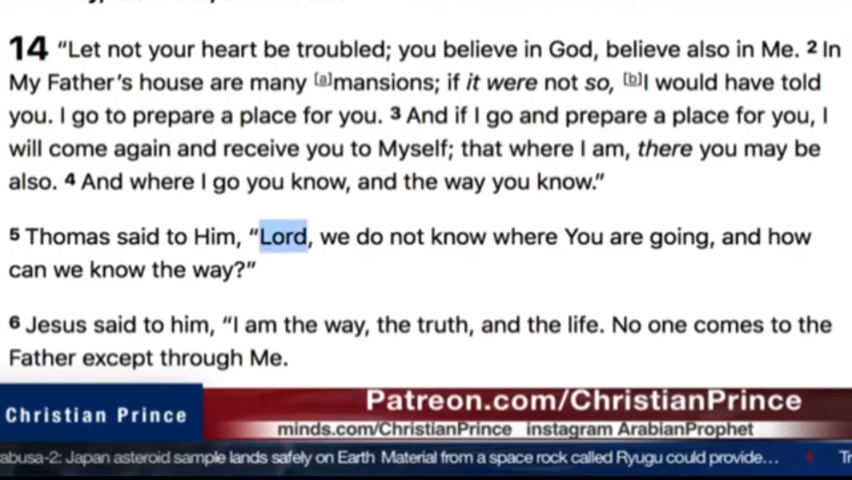 14 “Let not your heart be troubled; you believe in God, believe also in Me. 2 In
My Father’s house are many [a]mansions; if it were not so, [b]I would have told
you. I go to prepare a place for you. 3 And if I go and prepare a place for you, I
will come again and receive you to Myself; that where I am, there you may be
also. 4 And where I go you know, and the way you know.”
5 Thomas said to Him, “Lord, we do not know where You are going, and how
can we know the way?”
6 Jesus said to him, “I am the way, the truth, and the life. No one comes to the
Father except through Me.
Christian Prince
Patreon.com/ChristianPrince
minds.com/ChristianPrince instagram ArabianProphet
abusa-2: Japan asteroid sample lands safely on Earth Material from a space rock called Ryugu could provide...